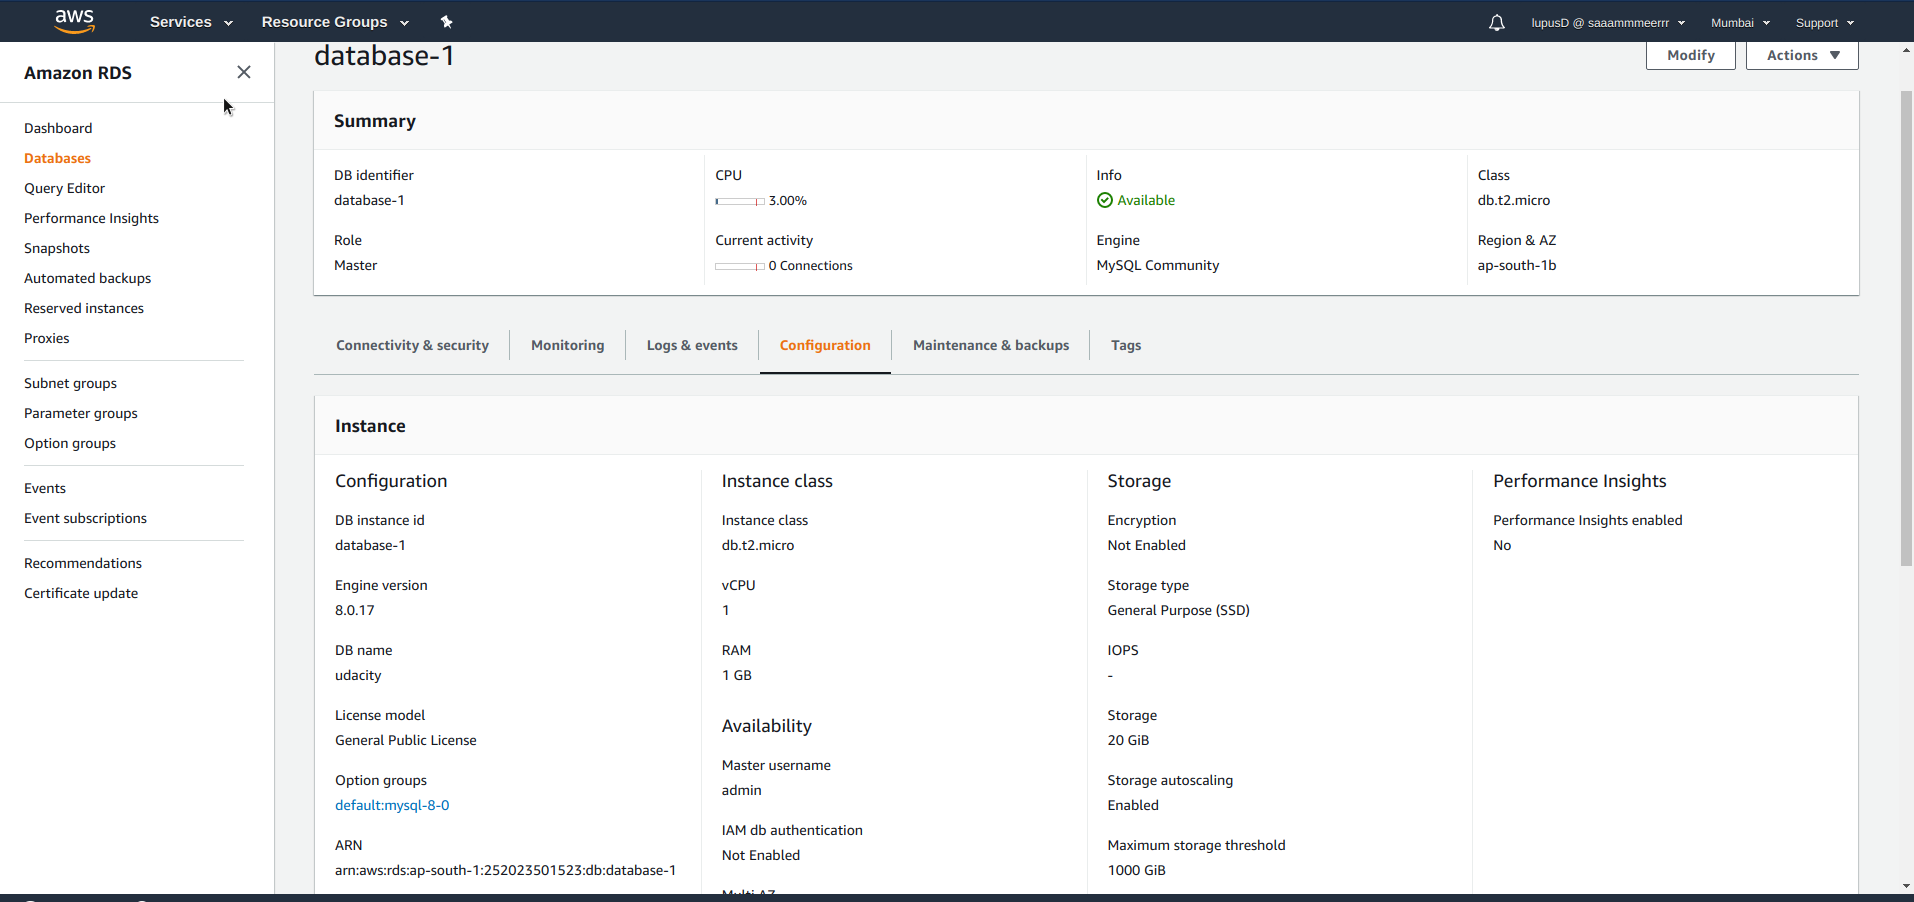 aws Services Resource Groups lupusD @ saaammmeerrr Mumbai Support
Amazon RDS
Dashboard
Databases
Query Editor
Performance Insights
Snapshots
Automated backups
Reserved instances
Proxies
Subnet groups
Parameter groups
Option groups
Events
Event subscriptions
Recommendations
Certificate update
database-1
Modify Actions
Summary
DB identifier
database-1
Role
Master
CPU
3.00%
Current activity
0 Connections
Info
Available
Engine
MySQL Community
Class
db.t2.micro
Region & AZ
ap-south-1b
Connectivity & security Monitoring Logs & events Configuration Maintenance & backups Tags
Instance
Configuration
DB instance id
database-1
Engine version
8.0.17
DB name
udacity
License model
General Public License
Option groups
default:mysql-8-0
ARN
arn:aws:rds:ap-south-1:252023501523:db:database-1
Instance class
Instance class
db.t2.micro
vCPU
1
RAM
1 GB
Availability
Master username
admin
IAM db authentication
Not Enabled
Multi AZ
Storage
Encryption
Not Enabled
Storage type
General Purpose (SSD)
IOPS
-
Storage
20 GiB
Storage autoscaling
Enabled
Maximum storage threshold
1000 GiB
Performance Insights
Performance Insights enabled
No